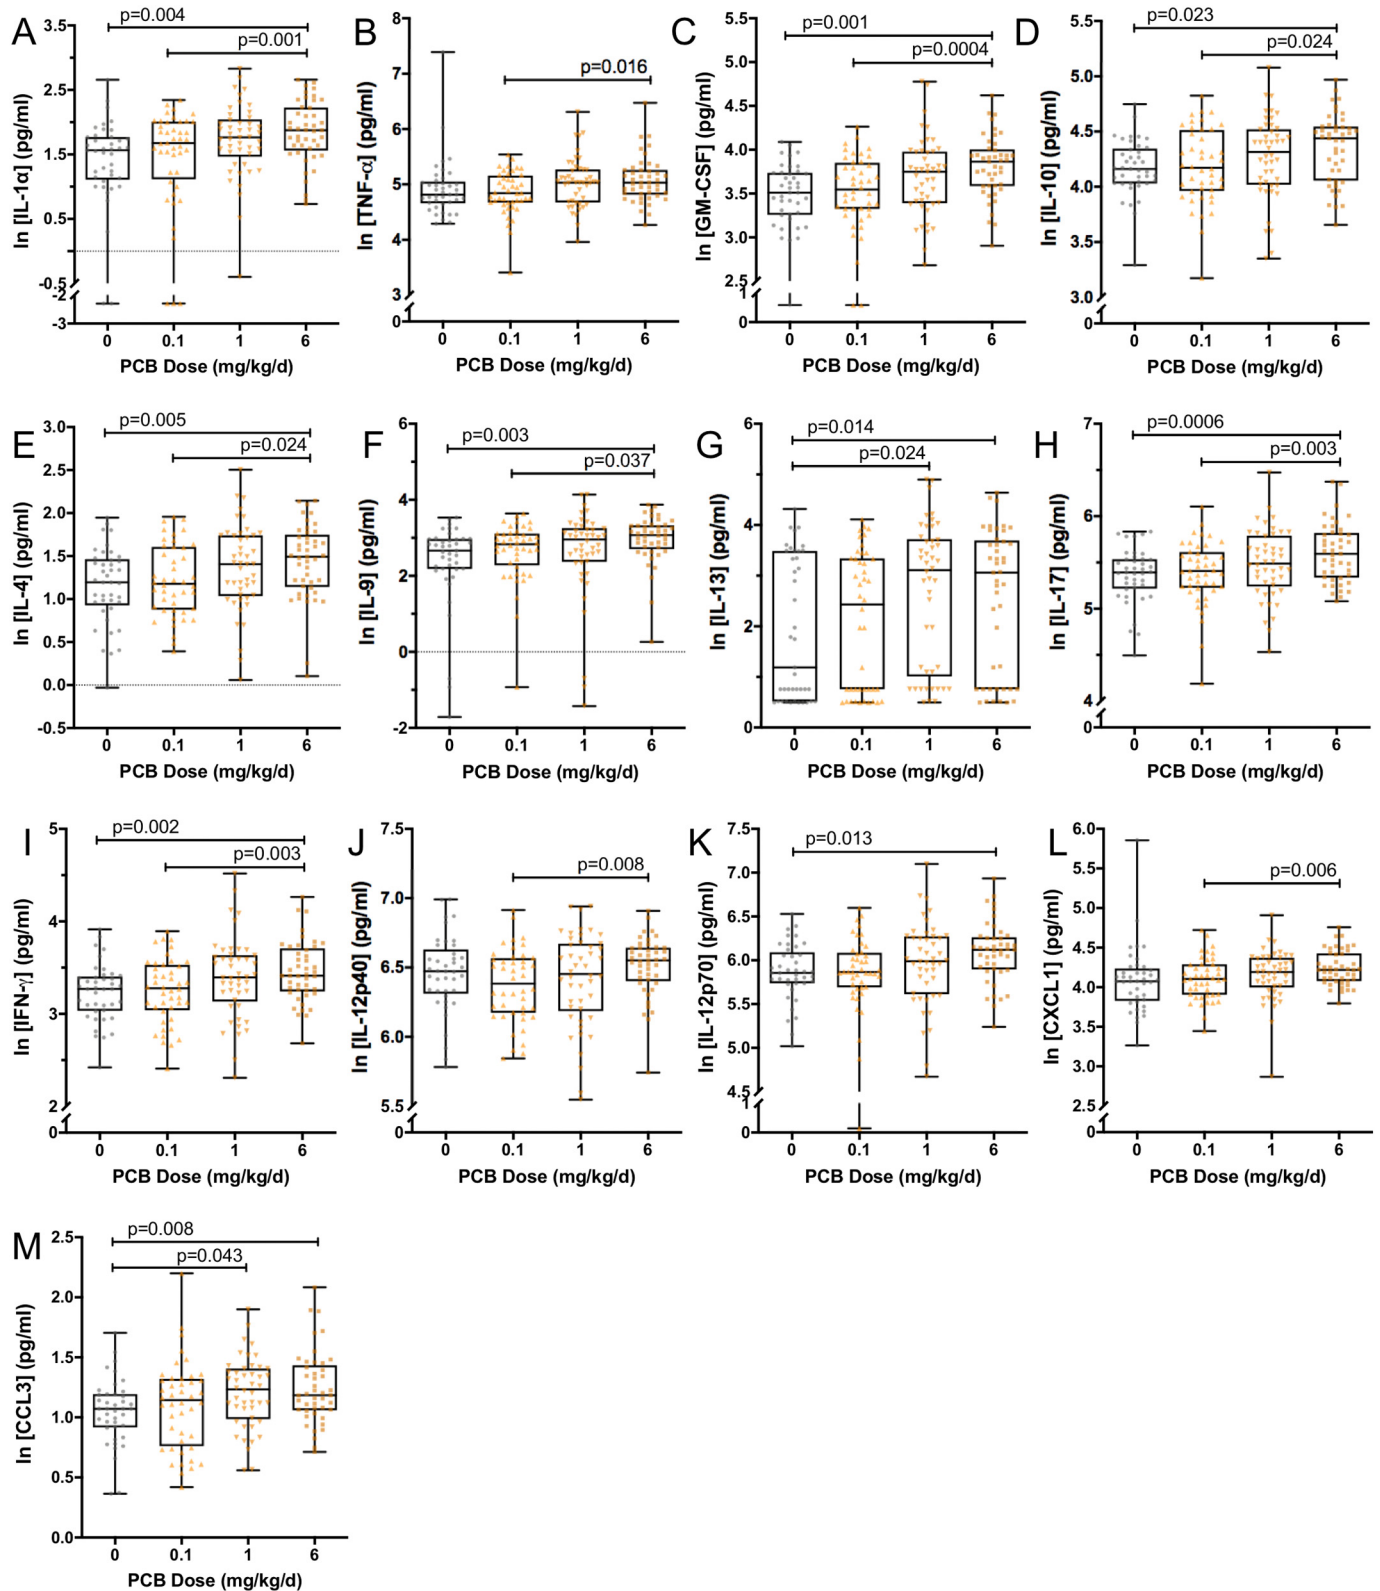 A
ln [IL-1α] (pg/ml)
p=0.004
p=0.001
3.5
2.5
1.5
0.5
-0.5
-2
-3
0 0.1 1 6
PCB Dose (mg/kg/d)
B
ln [TNF-α] (pg/ml)
p=0.016
8
7
6
5
4
3
0
0 0.1 1 6
PCB Dose (mg/kg/d)
C
ln [GM-CSF] (pg/ml)
p=0.001
p=0.0004
5.5
5.0
4.5
4.0
3.5
3.0
2.5
1
0
0 0.1 1 6
PCB Dose (mg/kg/d)
D
ln [IL-10] (pg/ml)
p=0.023
p=0.024
5.5
5.0
4.5
4.0
3.5
3.0
0
0 0.1 1 6
PCB Dose (mg/kg/d)
E
ln [IL-4] (pg/ml)
p=0.005
p=0.024
3.0
2.5
2.0
1.5
1.0
0.5
0.0
-0.5
0 0.1 1 6
PCB Dose (mg/kg/d)
F
ln [IL-9] (pg/ml)
p=0.003
p=0.037
6
4
2
0
-2
0 0.1 1 6
PCB Dose (mg/kg/d)
G
ln [IL-13] (pg/ml)
p=0.014
p=0.024
6
4
2
0
0 0.1 1 6
PCB Dose (mg/kg/d)
H
ln [IL-17] (pg/ml)
p=0.0006
p=0.003
7
6
5
4
0
0 0.1 1 6
PCB Dose (mg/kg/d)
I
ln [IFN-γ] (pg/ml)
p=0.002
p=0.003
5
4
3
2
0
0 0.1 1 6
PCB Dose (mg/kg/d)
J
ln [IL-12p40] (pg/ml)
p=0.008
7.5
7.0
6.5
6.0
5.5
0
0 0.1 1 6
PCB Dose (mg/kg/d)
K
ln [IL-12p70] (pg/ml)
p=0.013
7.5
7.0
6.5
6.0
5.5
5.0
4.5
1
0
0 0.1 1 6
PCB Dose (mg/kg/d)
L
ln [CXCL1] (pg/ml)
p=0.006
6.0
5.5
5.0
4.5
4.0
3.5
3.0
2.5
0
0 0.1 1 6
PCB Dose (mg/kg/d)
M
ln [CCL3] (pg/ml)
p=0.008
p=0.043
2.5
2.0
1.5
1.0
0.5
0.0
0 0.1 1 6
PCB Dose (mg/kg/d)